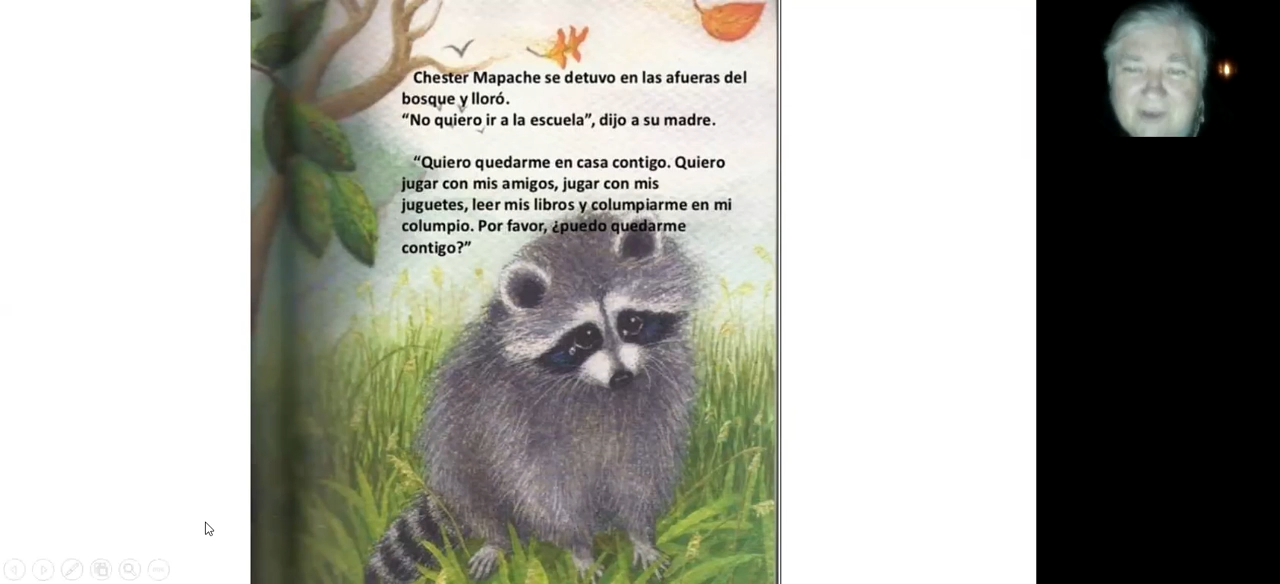 Chester Mapache se detuvo en las afueras del
bosque y lloró.
“No quiero ir a la escuela”, dijo a su madre.
“Quiero quedarme en casa contigo. Quiero
jugar con mis amigos, jugar con mis
juguetes, leer mis libros y columpiarme en mi
columpio. Por favor, ¿puedo quedarme
contigo?”